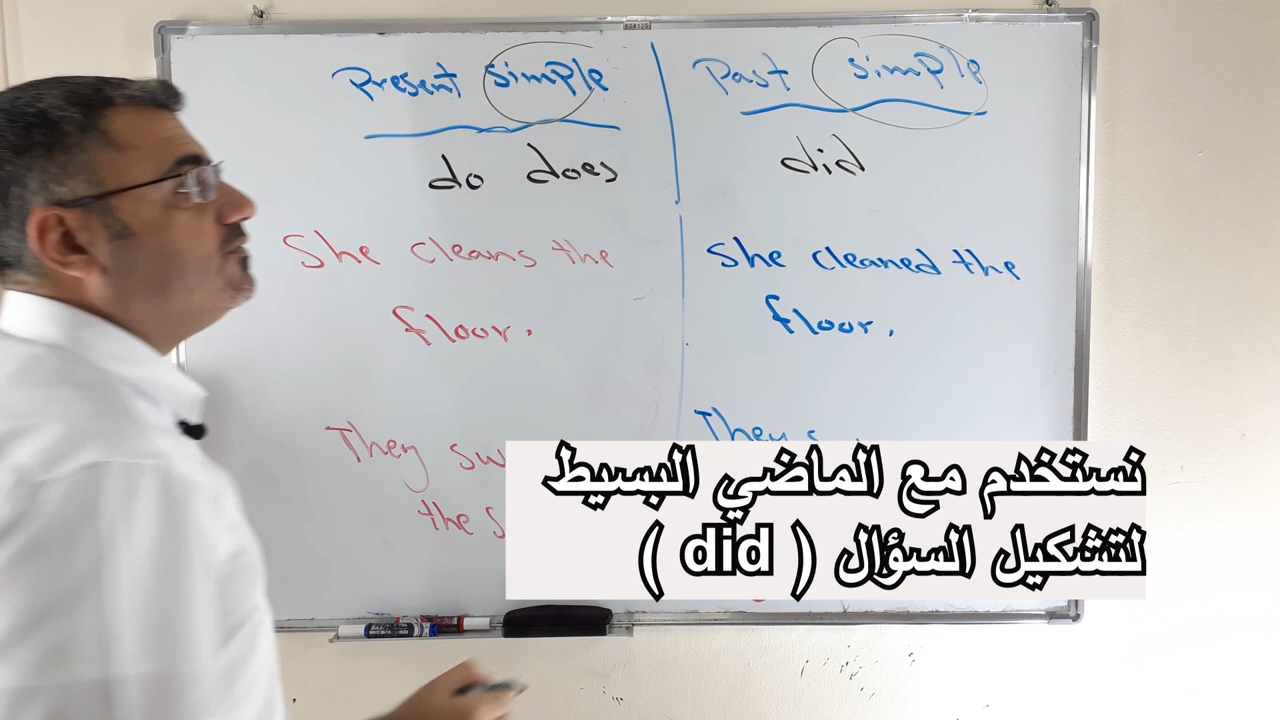 Present simple
do does
She cleans the
floor.
They
the
Past simple
did
She cleaned the
floor.
They
نستخدم مع الماضي البسيط
لتشكيل السؤال ( did )